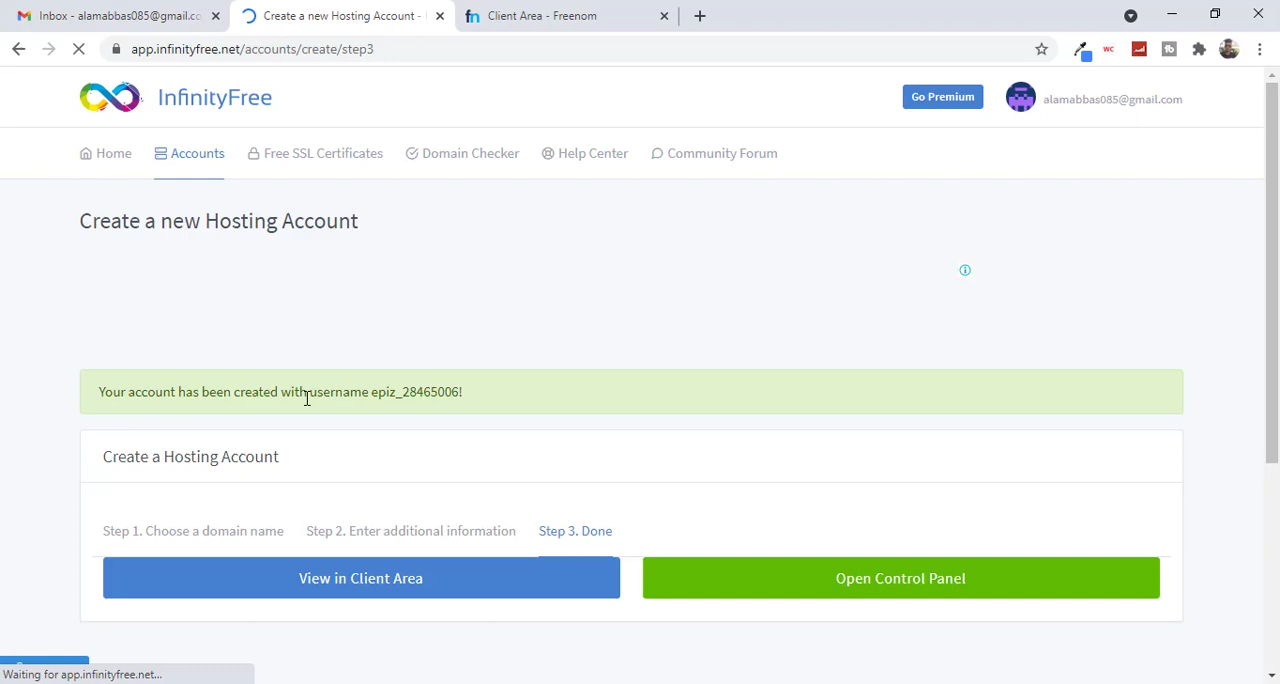 Inbox - alamabbas085@gmail.co
Create a new Hosting Account -
Client Area - Freenom
app.infinityfree.net/accounts/create/step3
WC
InfinityFree
Go Premium
alamabbas085@gmail.com
Home
Accounts
Free SSL Certificates
Domain Checker
Help Center
Community Forum
Create a new Hosting Account
Your account has been created with username epiz_28465006!
Create a Hosting Account
Step 1. Choose a domain name
Step 2. Enter additional information
Step 3. Done
View in Client Area
Open Control Panel
Waiting for app.infinityfree.net...